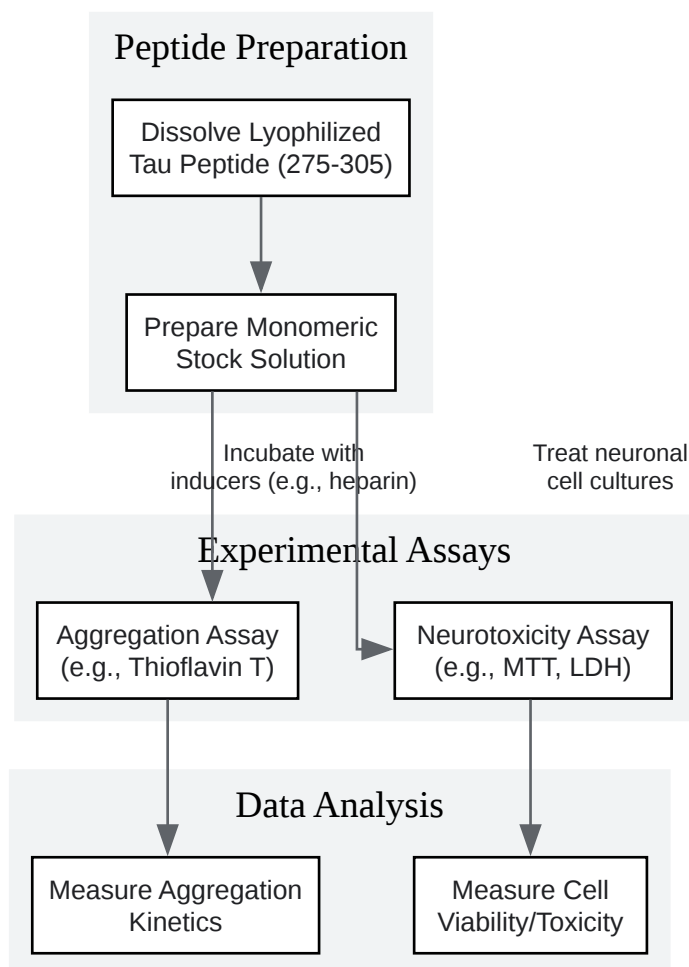 Peptide Preparation
Dissolve Lyophilized
Tau Peptide (275-305)
Prepare Monomeric
Stock Solution
Incubate with
inducers (e.g., heparin)
Treat neuronal
cell cultures
Experimental Assays
Aggregation Assay
(e.g., Thioflavin T)
Neurotoxicity Assay
(e.g., MTT, LDH)
Data Analysis
Measure Aggregation
Kinetics
Measure Cell
Viability/Toxicity